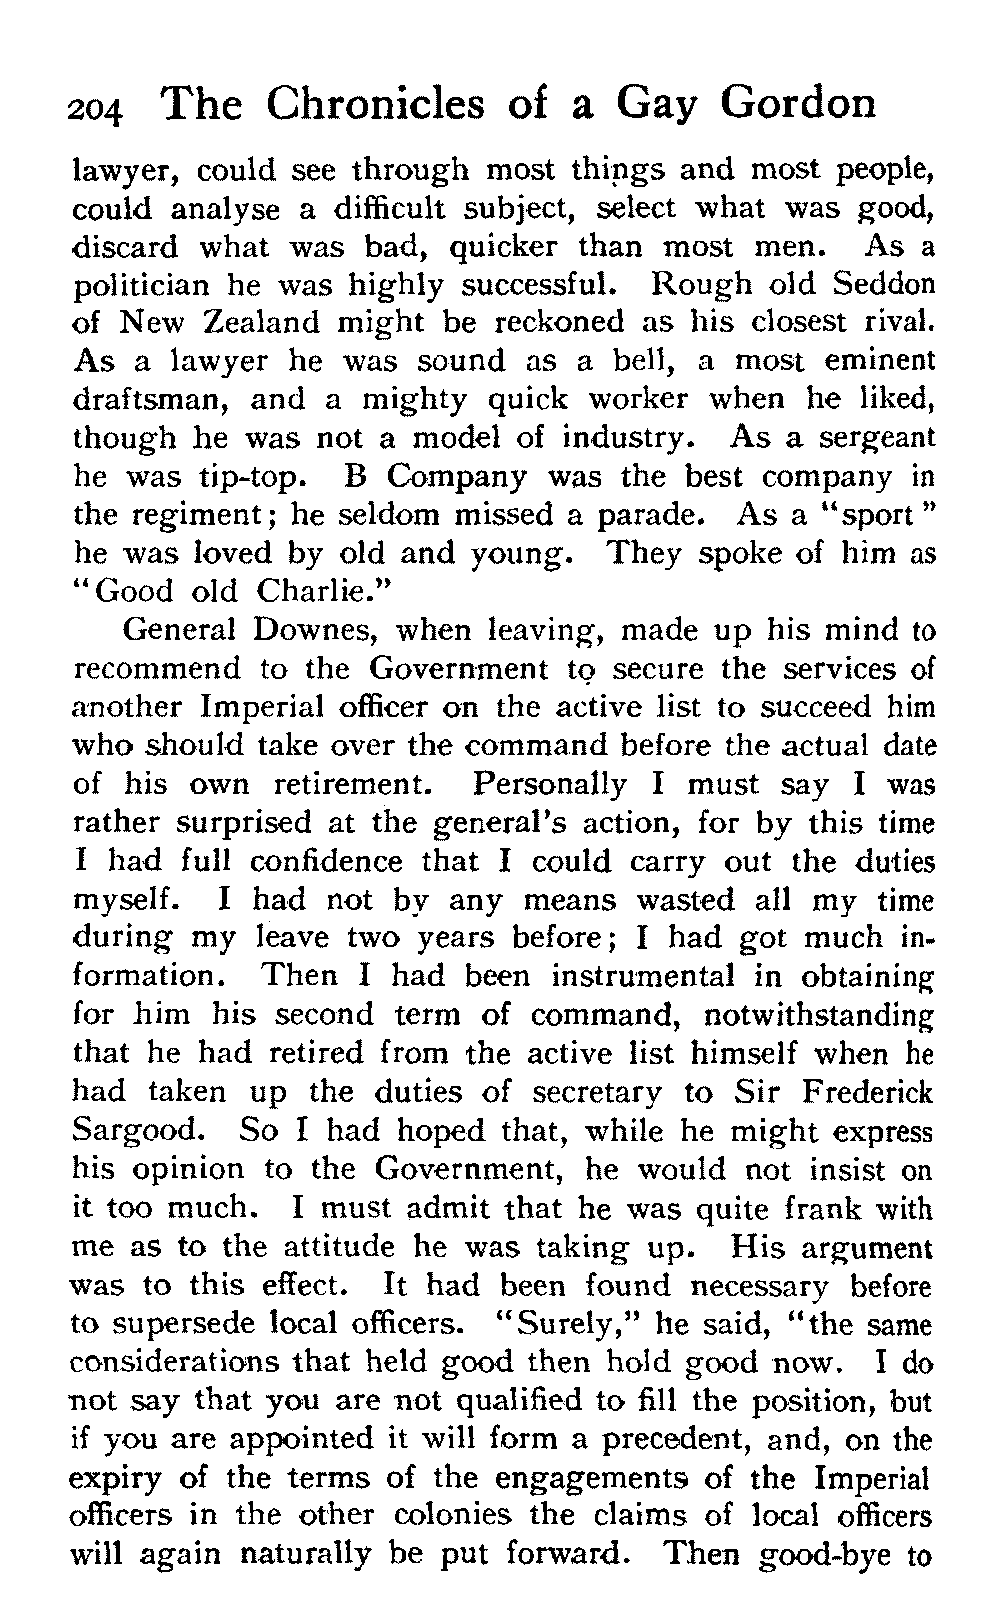 204 The Chronicles of a Gay Gordon
lawyer, could see through most things and most people,
could analyse a difficult subject, select what was good,
discard what was bad, quicker than most men. As a
politician he was highly successful. Rough old Seddon
of New Zealand might be reckoned as his closest rival.
As a lawyer he was sound as a bell, a most eminent
draftsman, and a mighty quick worker when he liked,
though he was not a model of industry. As a sergeant
he was tip-top. B Company was the best company in
the regiment; he seldom missed a parade. As a "sport"
he was loved by old and young. They spoke of him as
"Good old Charlie."
General Downes, when leaving, made up his mind to
recommend to the Government to secure the services of
another Imperial officer on the active list to succeed him
who should take over the command before the actual date
of his own retirement. Personally I must say I was
rather surprised at the general's action, for by this time
I had full confidence that I could carry out the duties
myself. I had not by any means wasted all my time
during my leave two years before; I had got much in-
formation. Then I had been instrumental in obtaining
for him his second term of command, notwithstanding
that he had retired from the active list himself when he
had taken up the duties of secretary to Sir Frederick
Sargood. So I had hoped that, while he might express
his opinion to the Government, he would not insist on
it too much. I must admit that he was quite frank with
me as to the attitude he was taking up. His argument
was to this effect. It had been found necessary before
to supersede local officers. "Surely," he said, "the same
considerations that held good then hold good now. I do
not say that you are not qualified to fill the position, but
if you are appointed it will form a precedent, and, on the
expiry of the terms of the engagements of the Imperial
officers in the other colonies the claims of local officers
will again naturally be put forward. Then good-bye to